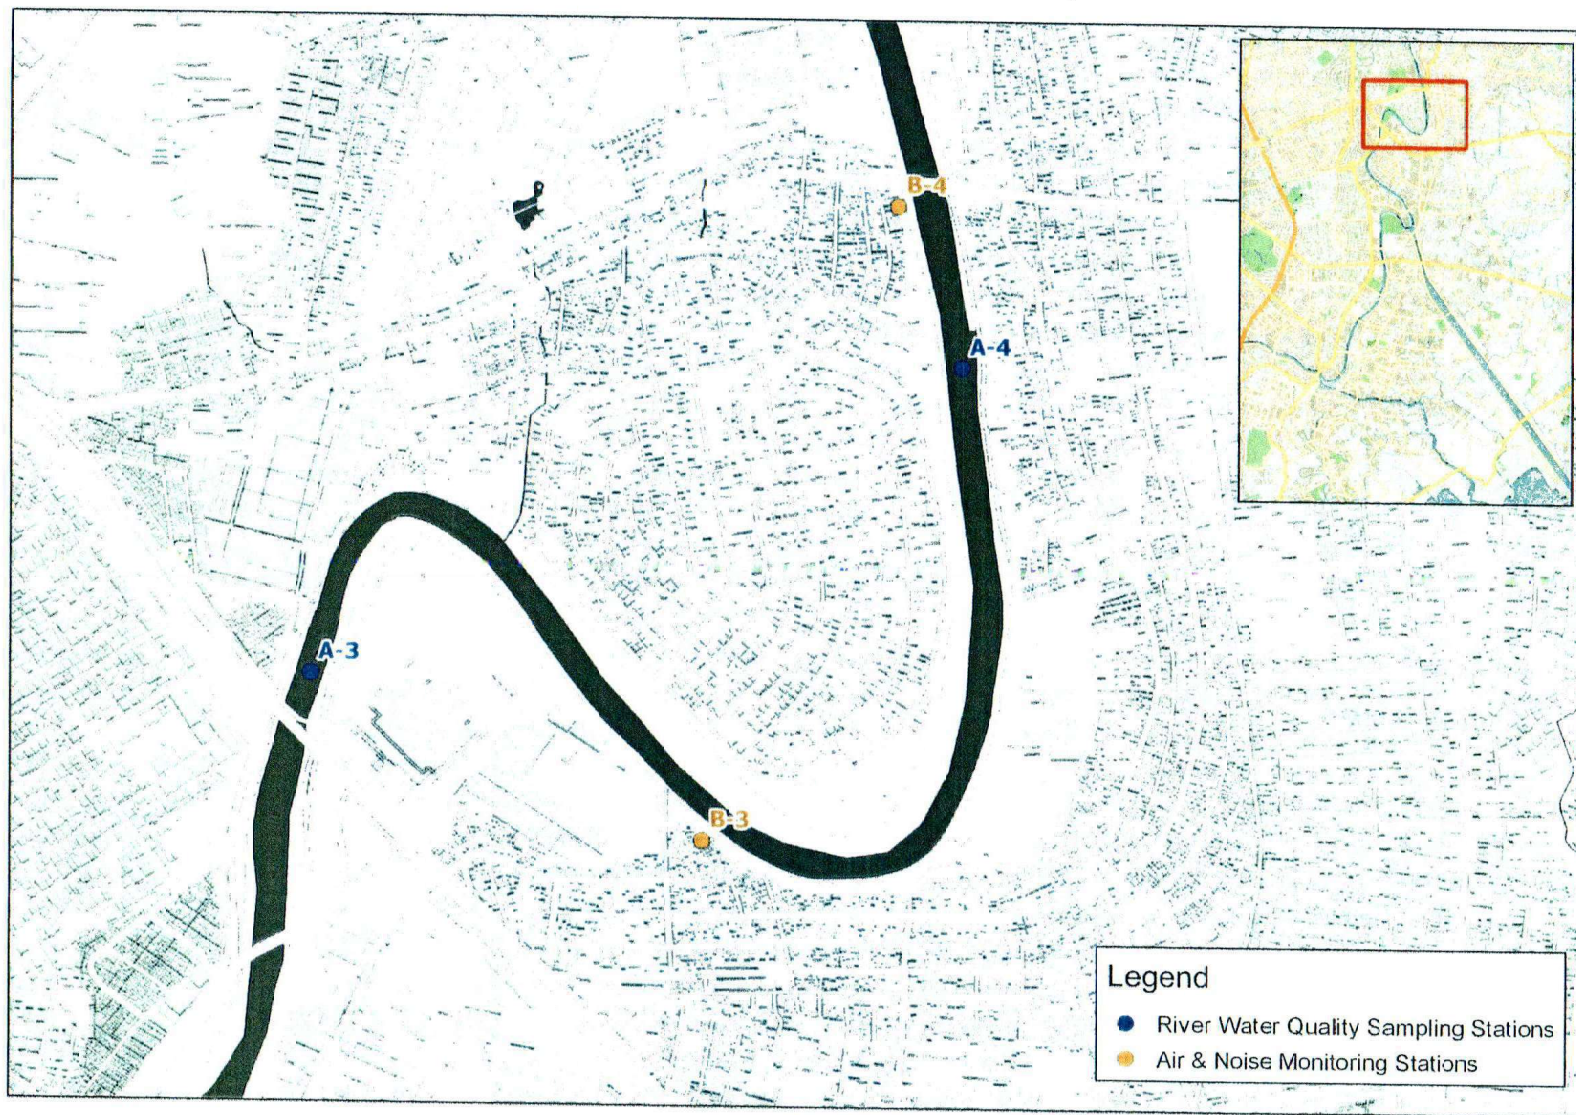 B-4
A-4
A-3
B-3
Legend
River Water Quality Sampling Stations
Air & Noise Monitoring Stations